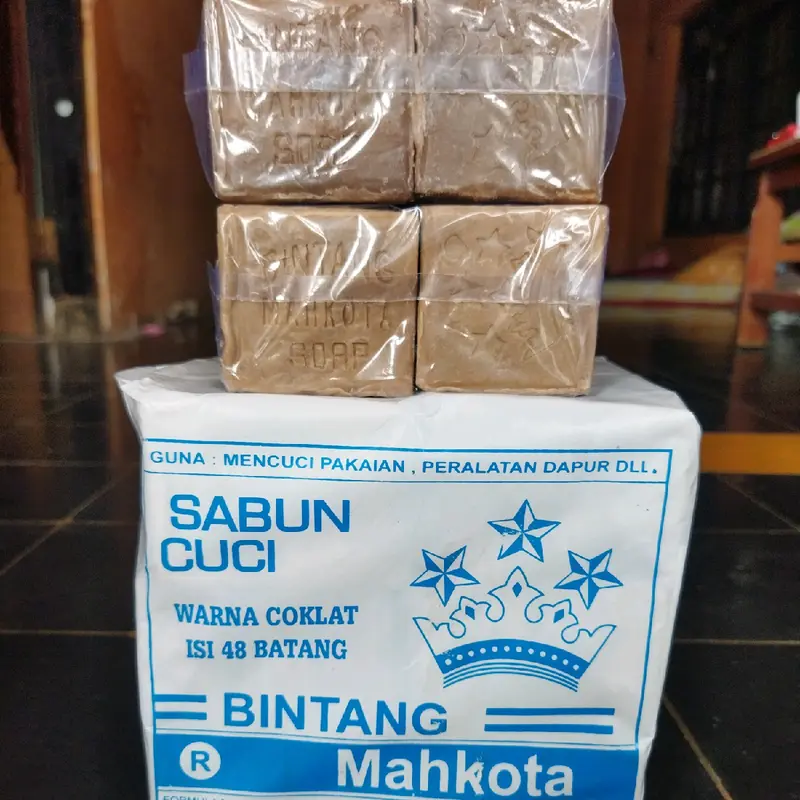 BINTANG
MAHKOTA
SOAP
GUNA : MENCUCI PAKAIAN , PERALATAN DAPUR DLL.
SABUN
CUCI
WARNA COKLAT
ISI 48 BATANG
BINTANG
® Mahkota